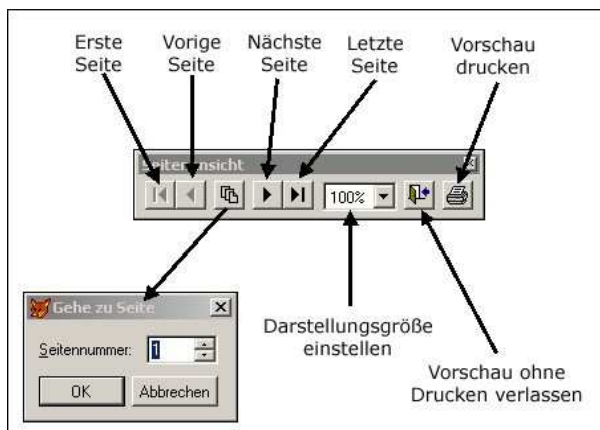 Erste
Seite
Vorige
Seite
Nächste
Seite
Letzte
Seite
Vorschau
drucken
Seitenansicht
100%
Gehe zu Seite
Seitennummer:
1
OK
Abbrechen
Darstellungsgröße
einstellen
Vorschau ohne
Drucken verlassen